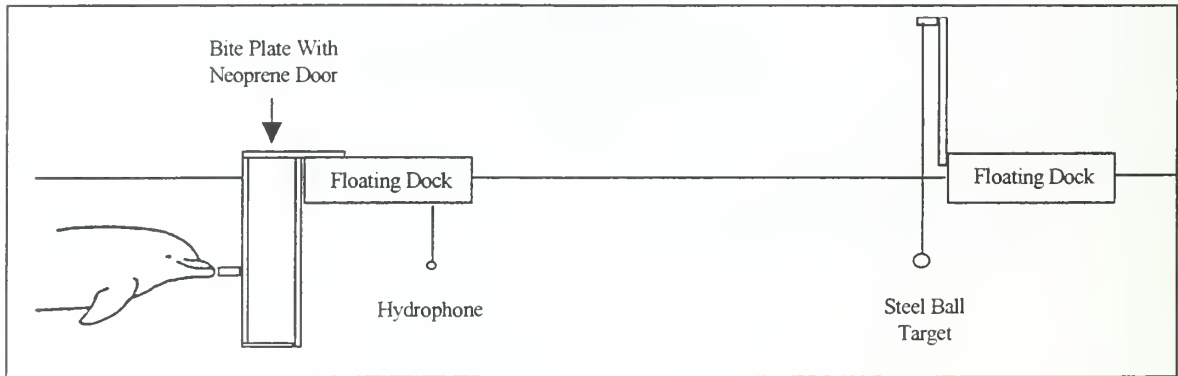 Bite Plate With
Neoprene Door
Floating Dock
Floating Dock
Hydrophone
Steel Ball
Target